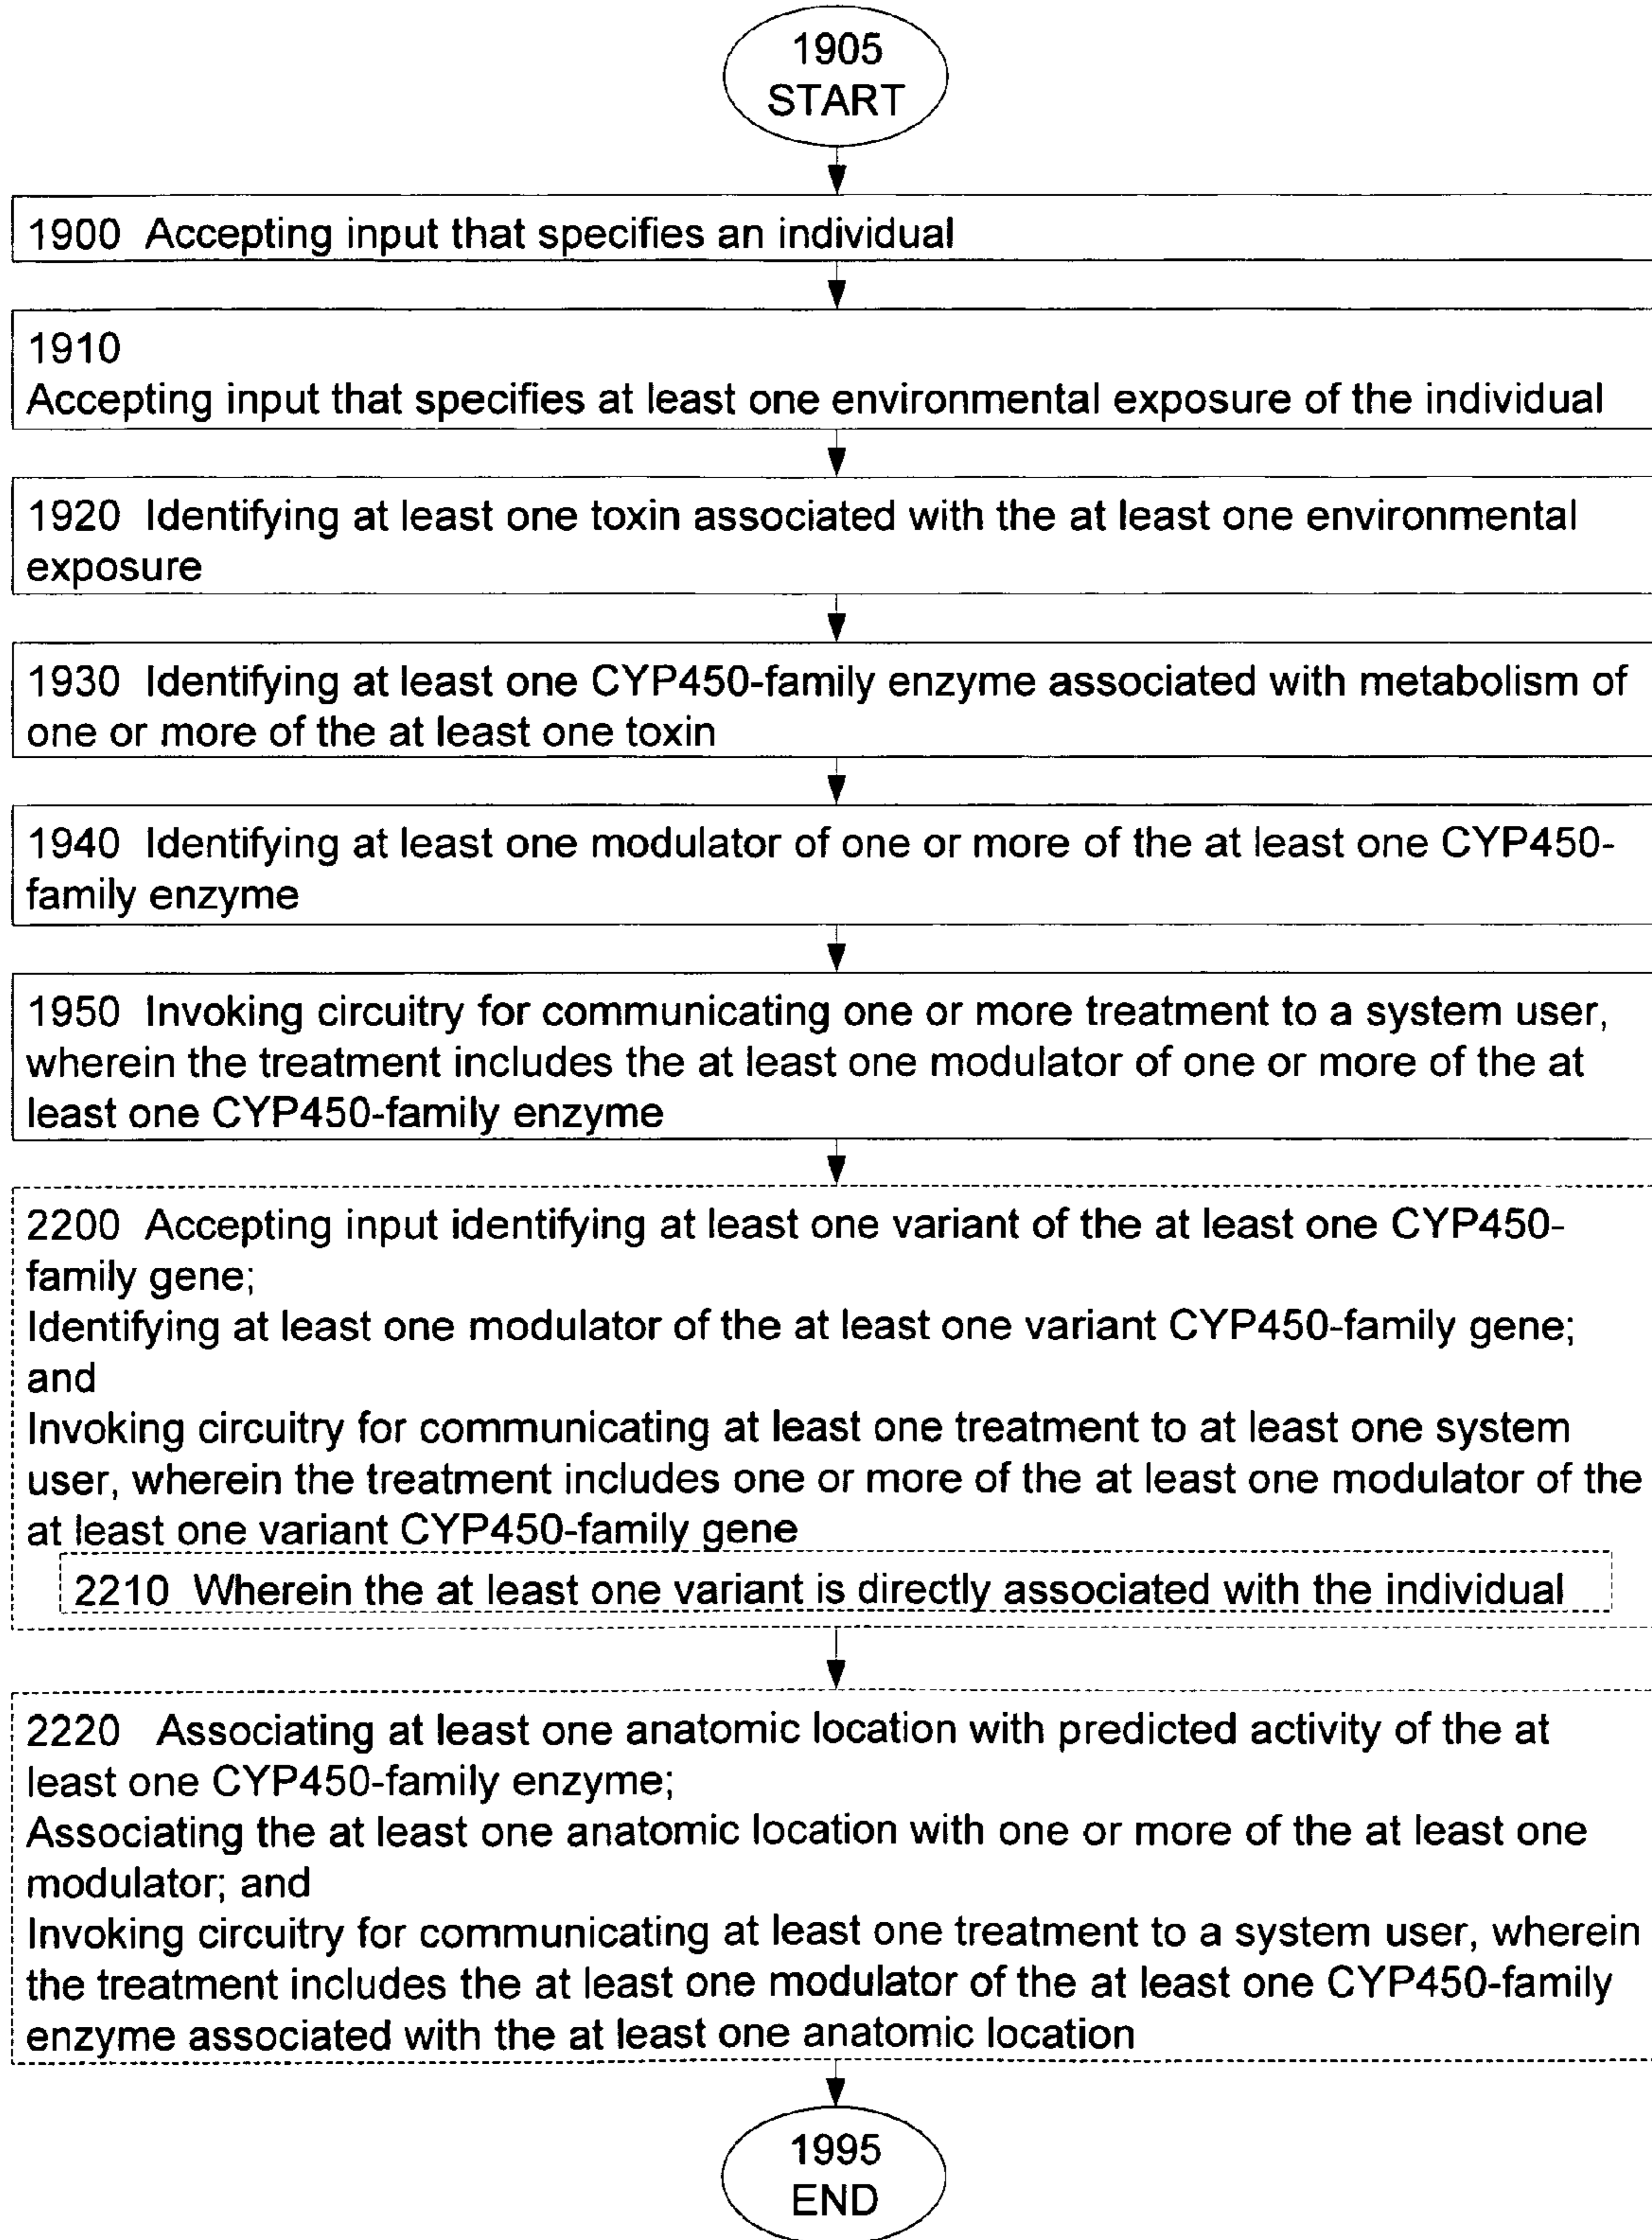 1905
START
1900 Accepting input that specifies an individual
1910
Accepting input that specifies at least one environmental exposure of the individual
1920 Identifying at least one toxin associated with the at least one environmental
exposure
1930 Identifying at least one CYP450-family enzyme associated with metabolism of
one or more of the at least one toxin
1940 Identifying at least one modulator of one or more of the at least one CYP450-
family enzyme
1950 Invoking circuitry for communicating one or more treatment to a system user,
wherein the treatment includes the at least one modulator of one or more of the at
least one CYP450-family enzyme
2200 Accepting input identifying at least one variant of the at least one CYP450-
family gene;
Identifying at least one modulator of the at least one variant CYP450-family gene;
and
Invoking circuitry for communicating at least one treatment to at least one system
user, wherein the treatment includes one or more of the at least one modulator of the
at least one variant CYP450-family gene
2210 Wherein the at least one variant is directly associated with the individual
2220 Associating at least one anatomic location with predicted activity of the at
least one CYP450-family enzyme;
Associating the at least one anatomic location with one or more of the at least one
modulator; and
Invoking circuitry for communicating at least one treatment to a system user, wherein
the treatment includes the at least one modulator of the at least one CYP450-family
enzyme associated with the at least one anatomic location
1995
END